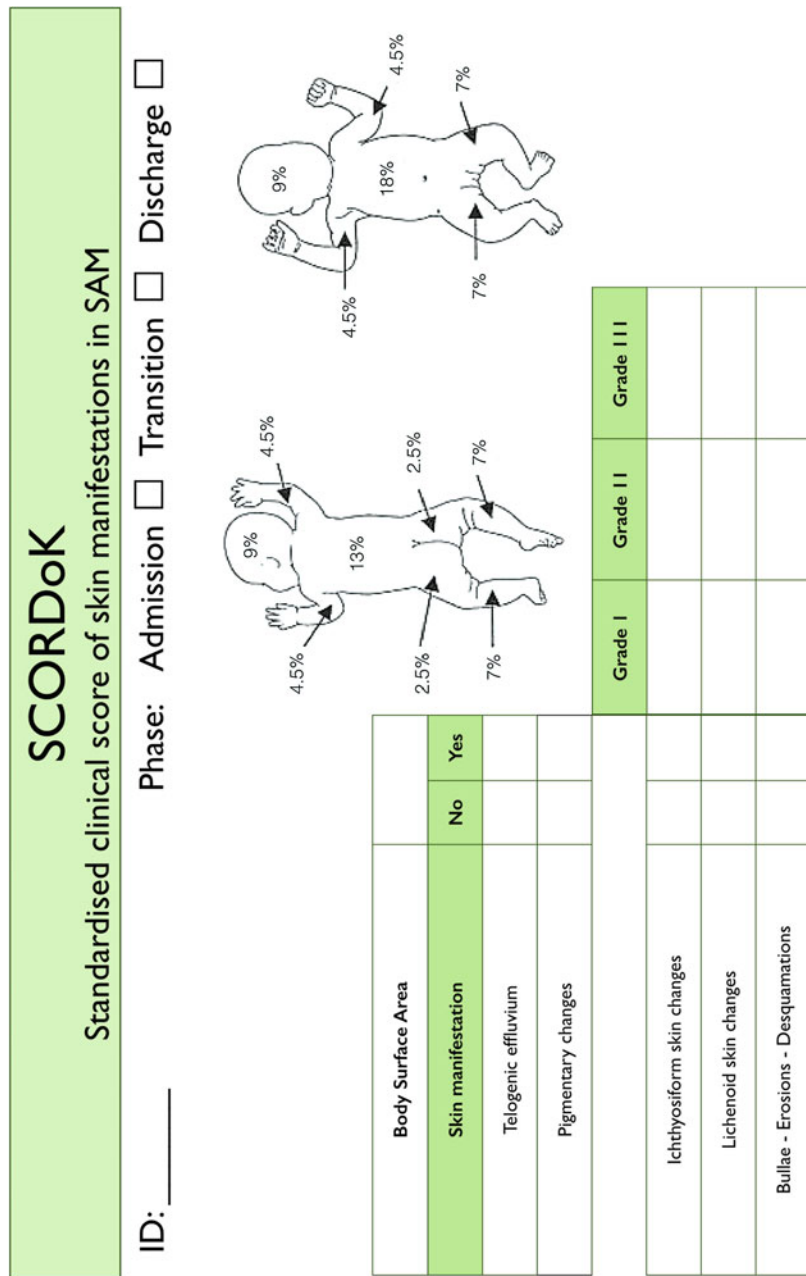 SCORDoK
Standardised clinical score of skin manifestations in SAM
ID: ________ Phase: Admission □ Transition □ Discharge □
4.5%
9%
4.5%
13%
2.5%
2.5%
7%
7%
4.5%
9%
4.5%
18%
7%
7%
Body Surface Area
Skin manifestation No Yes
Telogenic effluvium
Pigmentary changes
Grade I Grade II Grade III
Ichthyosiform skin changes
Lichenoid skin changes
Bullae - Erosions - Desquamations